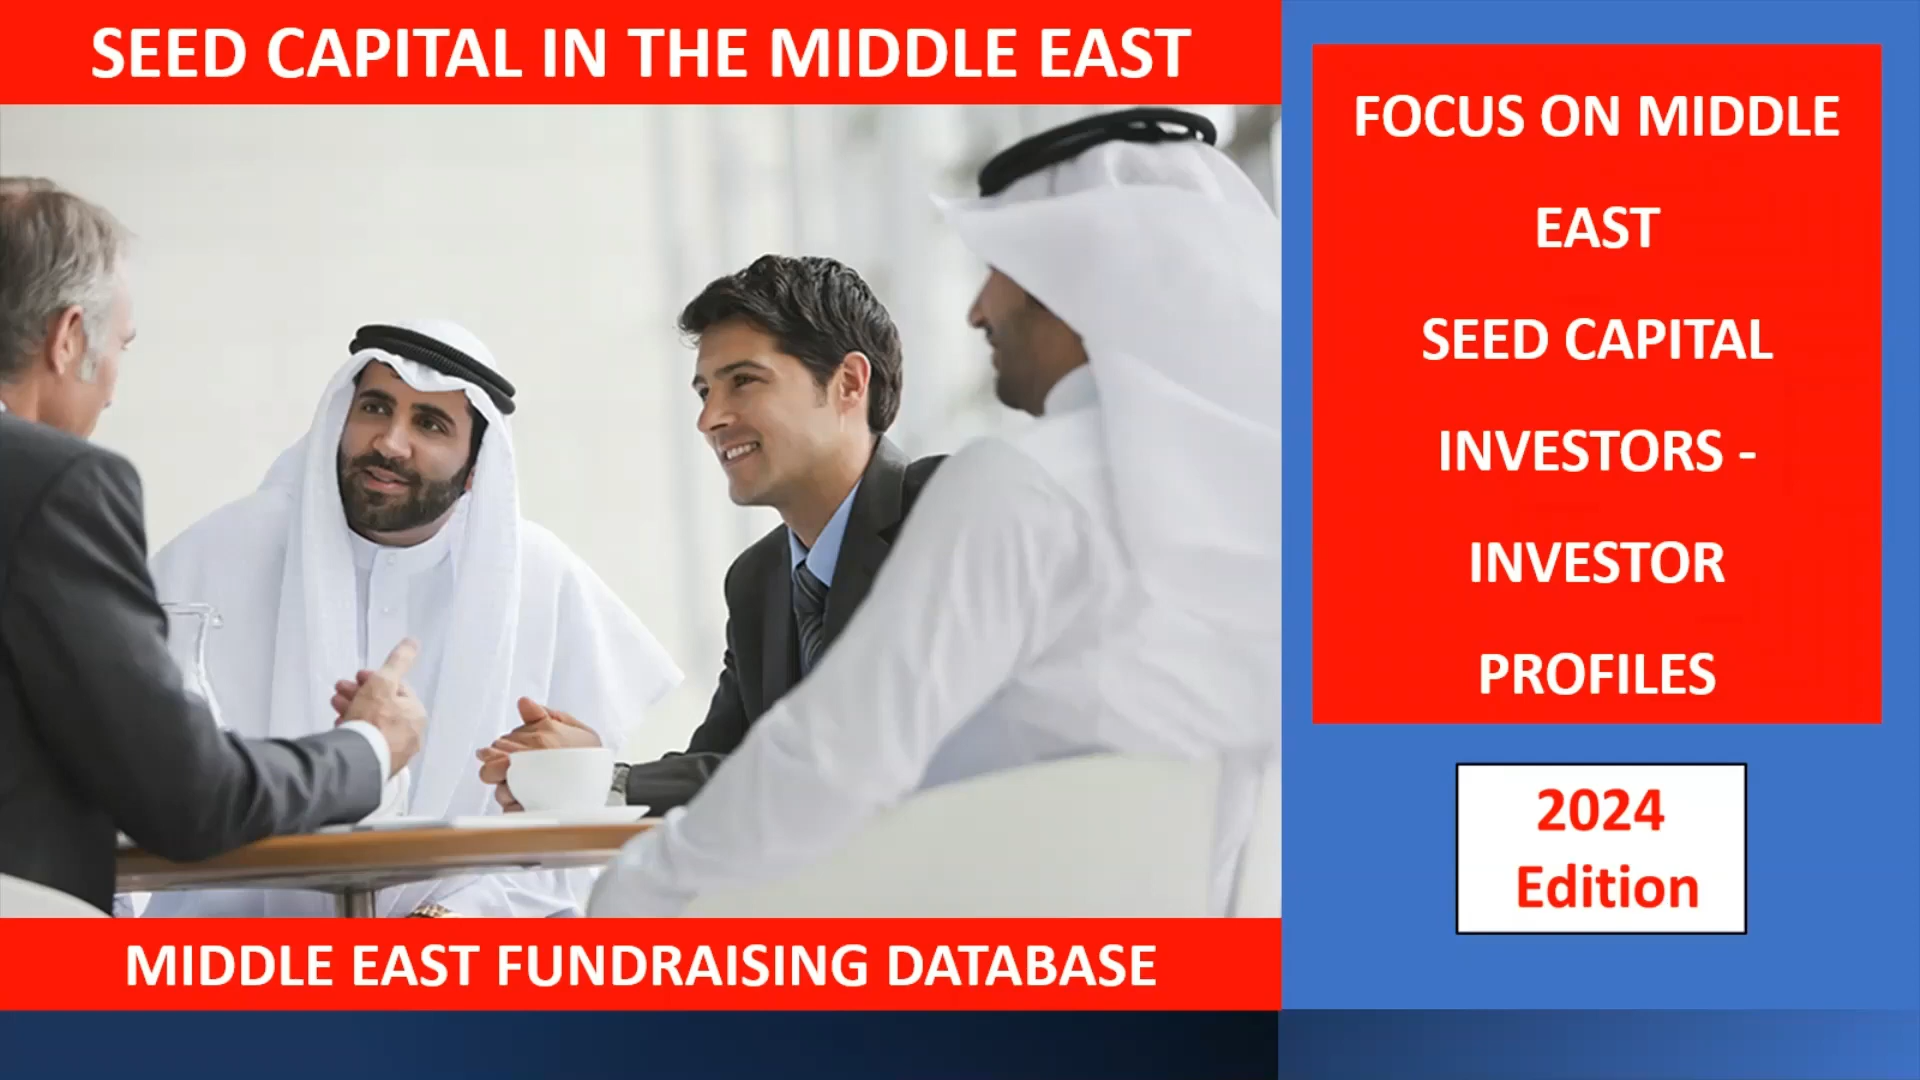 SEED CAPITAL IN THE MIDDLE EAST
FOCUS ON MIDDLE
EAST
SEED CAPITAL
INVESTORS -
INVESTOR
PROFILES
2024
Edition
MIDDLE EAST FUNDRAISING DATABASE